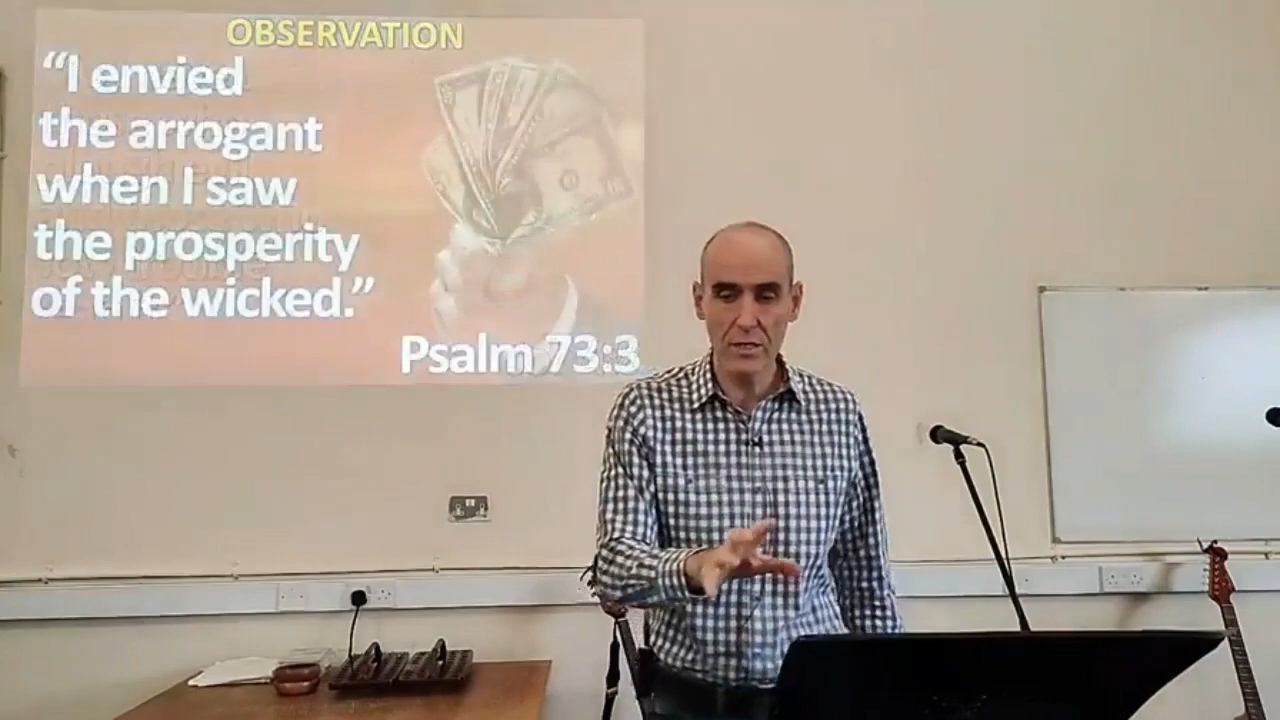 OBSERVATION
“I envied
the arrogant
when I saw
the prosperity
of the wicked.”
Psalm 73:3